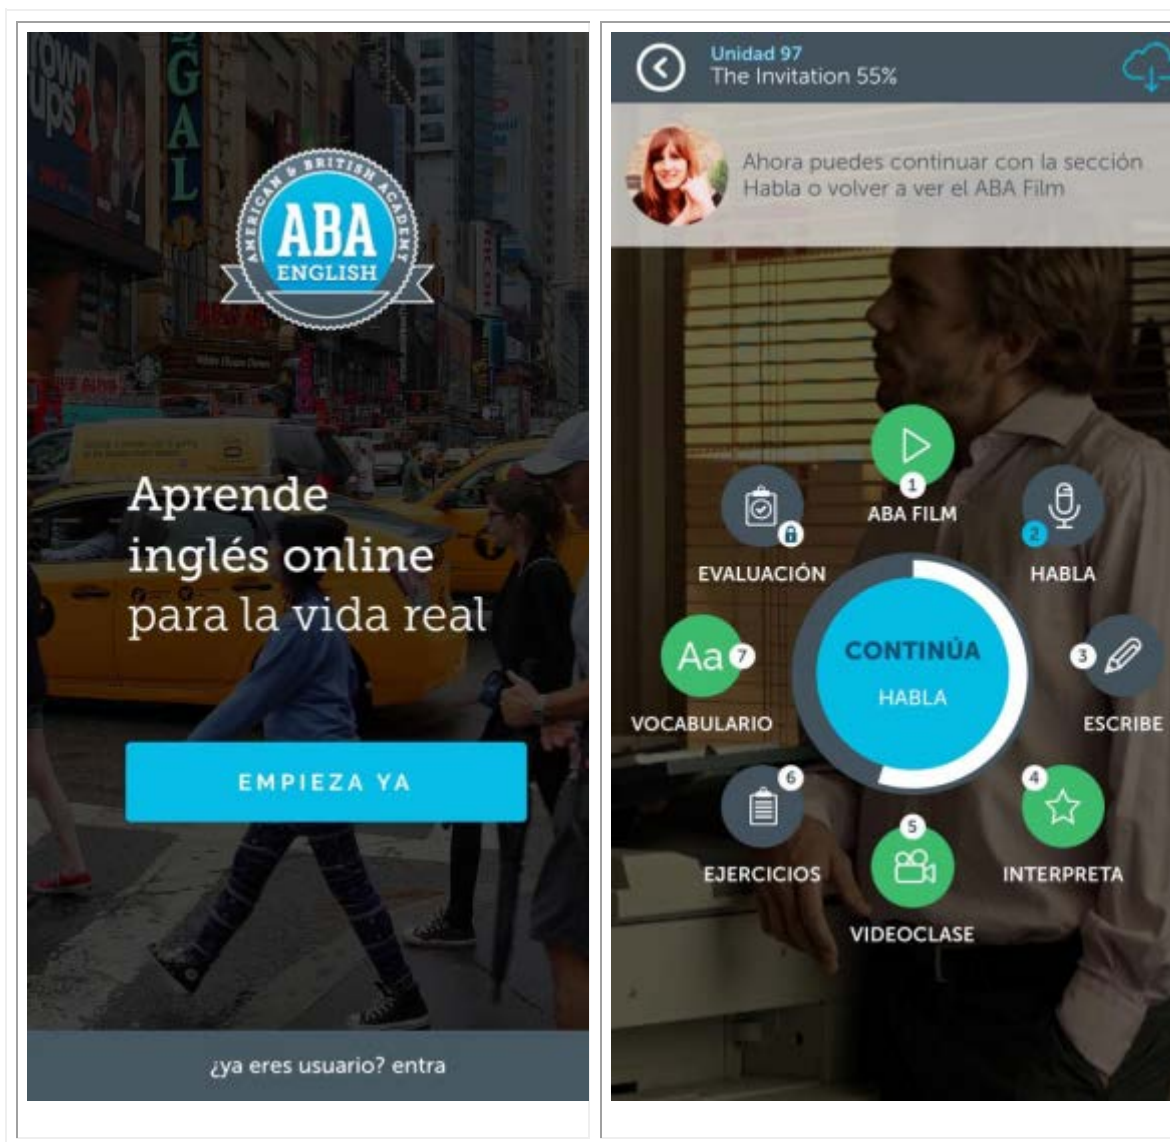 AMERICAN & BRITISH ACADEMY
ABA
ENGLISH
Aprende
inglés online
para la vida real
EMPIEZA YA
¿ya eres usuario? entra
Unidad 97
The Invitation 55%
Ahora puedes continuar con la sección
Habla o volver a ver el ABA Film
1
ABA FILM
2
HABLA
3
ESCRIBE
4
INTERPRETA
5
VIDEOCLASE
6
EJERCICIOS
Aa 7
VOCABULARIO
EVALUACIÓN
CONTINÚA
HABLA